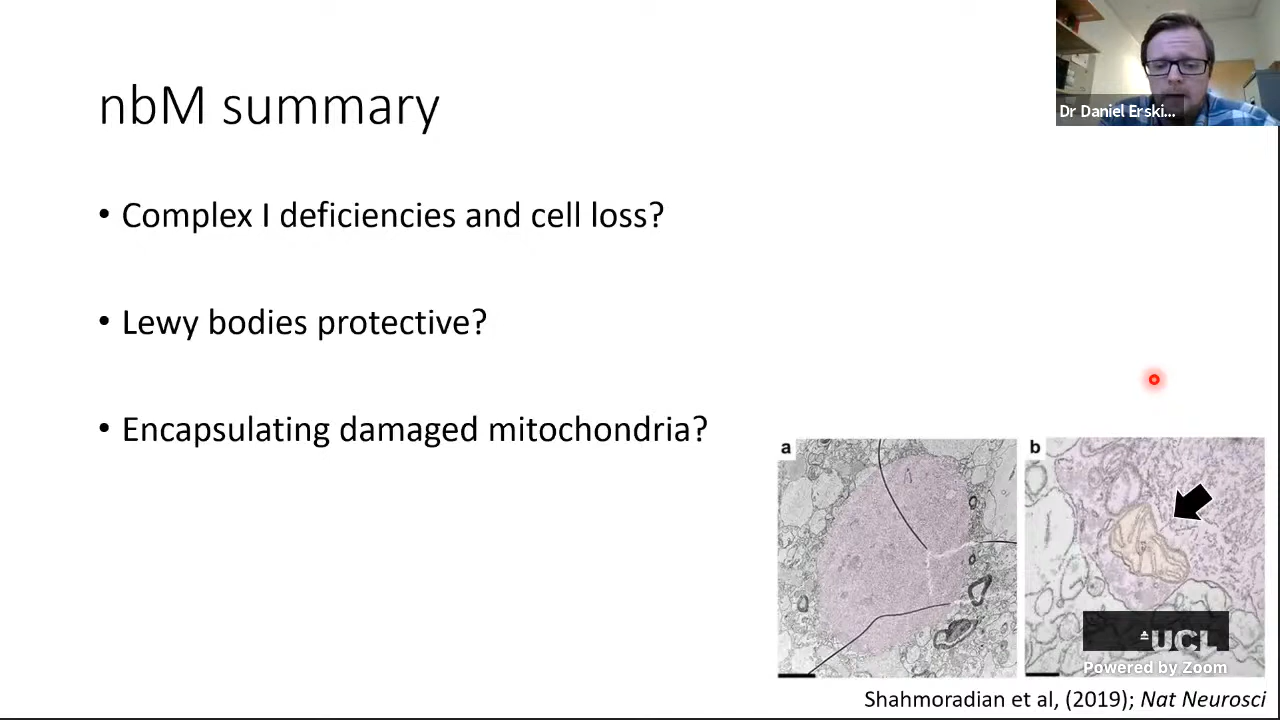 nbM summary
Dr Daniel Erski...
• Complex I deficiencies and cell loss?
• Lewy bodies protective?
• Encapsulating damaged mitochondria?
a
b
UCL
Powered by Zoom
Shahmoradian et al, (2019); Nat Neurosci